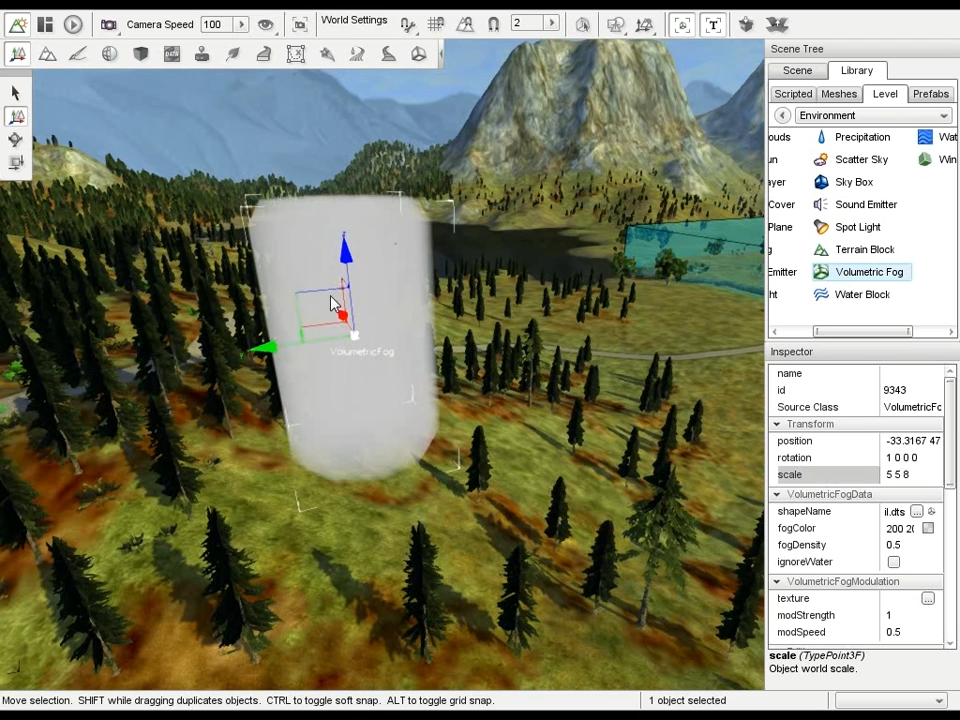 Camera Speed 100
World Settings
2
Scene Tree
Scene Library
Scripted Meshes Level Prefabs
Environment
ouds Precipitation Wat
un Scatter Sky Win
ayer Sky Box
Cover Sound Emitter
Plane Spot Light
g Terrain Block
Emitter Volumetric Fog
ht Water Block
VolumetricFog
Inspector
name
id 9343
Source Class VolumetricFc
Transform
position -33.3167 47
rotation 1 0 0 0
scale 5 5 8
VolumetricFogData
shapeName il.dts ...
fogColor 200 20
fogDensity 0.5
ignoreWater
VolumetricFogModulation
texture ...
modStrength 1
modSpeed 0.5
scale (TypePoint3F)
Object world scale.
Move selection. SHIFT while dragging duplicates objects. CTRL to toggle soft snap. ALT to toggle grid snap.
1 object selected